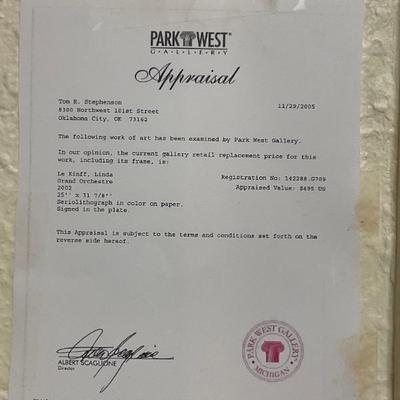 PARK WEST
GALLERY
Appraisal
Tom R. Stephenson
11/29/2005
8300 Northwest 101st Street
Oklahoma City, OK 73162
The following work of art has been examined by Park West Gallery.
In our opinion, the current gallery retail replacement price for this
work, including its frame, is:
Le Kinff, Linda
Registration No: 142288.G709
Grand Orchestre
Appraised Value: $495 US
2002
25'' x 31 7/8''
Seriolithograph in color on paper.
Signed in the plate.
This Appraisal is subject to the terms and conditions set forth on the
reverse side hereof.
ALBERT SCAGLIONE
Director
PARK WEST GALLERY
MICHIGAN